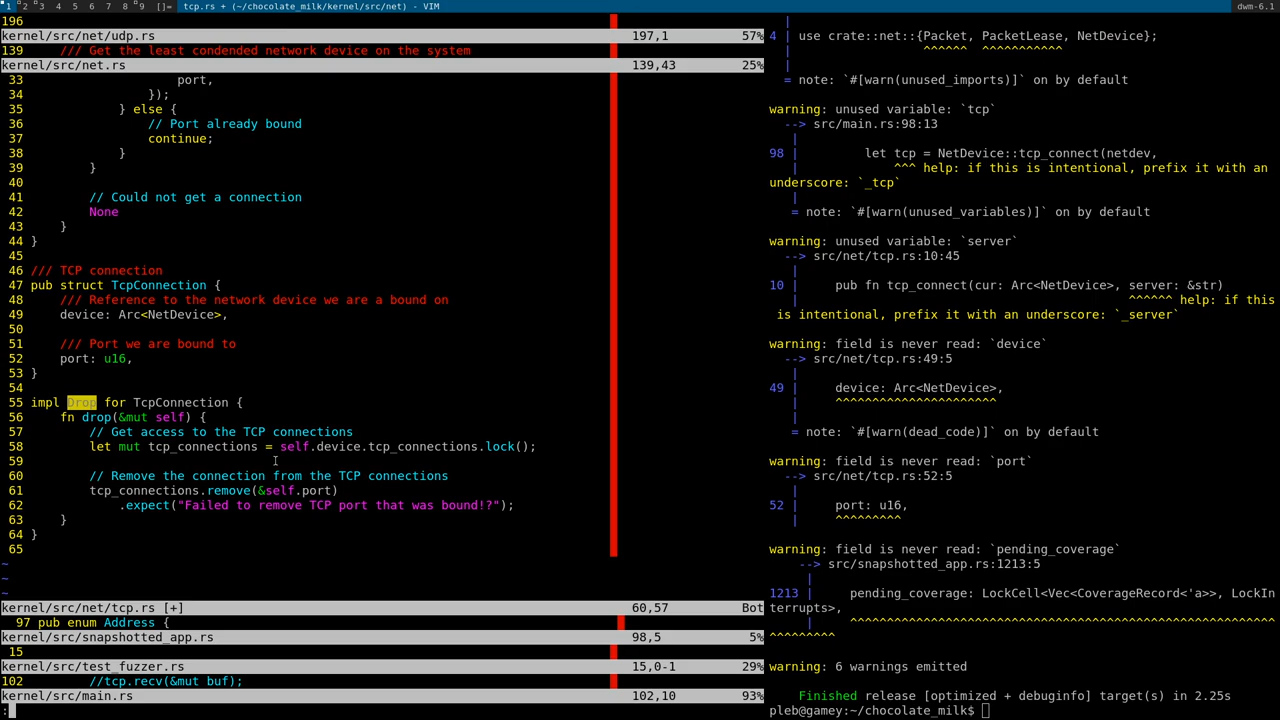 1 2 3 4 5 6 7 8 9 []= tcp.rs + (~/chocolate_milk/kernel/src/net) - VIM dwm-6.1
196
kernel/src/net/udp.rs 197,1 57%
139 /// Get the least condended network device on the system
kernel/src/net.rs 139,43 25%
33 port,
34 });
35 } else {
36 // Port already bound
37 continue;
38 }
39 }
40
41 // Could not get a connection
42 None
43 }
44 }
45
46 /// TCP connection
47 pub struct TcpConnection {
48 /// Reference to the network device we are a bound on
49 device: Arc<NetDevice>,
50
51 /// Port we are bound to
52 port: u16,
53 }
54
55 impl Drop for TcpConnection {
56 fn drop(&mut self) {
57 // Get access to the TCP connections
58 let mut tcp_connections = self.device.tcp_connections.lock();
59
60 // Remove the connection from the TCP connections
61 tcp_connections.remove(&self.port)
62 .expect("Failed to remove TCP port that was bound!?");
63 }
64 }
65
~
~
~
kernel/src/net/tcp.rs [+] 60,57 Bot
97 pub enum Address {
kernel/src/snapshotted_app.rs 98,5 5%
15
kernel/src/test_fuzzer.rs 15,0-1 29%
102 //tcp.recv(&mut buf);
kernel/src/main.rs 102,10 93%
:
|
4 | use crate::net::{Packet, PacketLease, NetDevice};
| ^^^^^^ ^^^^^^^^^^^
|
= note: `#[warn(unused_imports)]` on by default
warning: unused variable: `tcp`
--> src/main.rs:98:13
|
98 | let tcp = NetDevice::tcp_connect(netdev,
| ^^^ help: if this is intentional, prefix it with an
underscore: `_tcp`
|
= note: `#[warn(unused_variables)]` on by default
warning: unused variable: `server`
--> src/net/tcp.rs:10:45
|
10 | pub fn tcp_connect(cur: Arc<NetDevice>, server: &str)
| ^^^^^^ help: if this
is intentional, prefix it with an underscore: `_server`
warning: field is never read: `device`
--> src/net/tcp.rs:49:5
|
49 | device: Arc<NetDevice>,
| ^^^^^^^^^^^^^^^^^^^^^^
|
= note: `#[warn(dead_code)]` on by default
warning: field is never read: `port`
--> src/net/tcp.rs:52:5
|
52 | port: u16,
| ^^^^^^^^^
warning: field is never read: `pending_coverage`
--> src/snapshotted_app.rs:1213:5
|
1213 | pending_coverage: LockCell<Vec<CoverageRecord<'a>>, LockIn
terrupts>,
| ^^^^^^^^^^^^^^^^^^^^^^^^^^^^^^^^^^^^^^^^^^^^^^^^^^^^^^^^^^
^^^^^^^^^
warning: 6 warnings emitted
Finished release [optimized + debuginfo] target(s) in 2.25s
pleb@gamey:~/chocolate_milk$